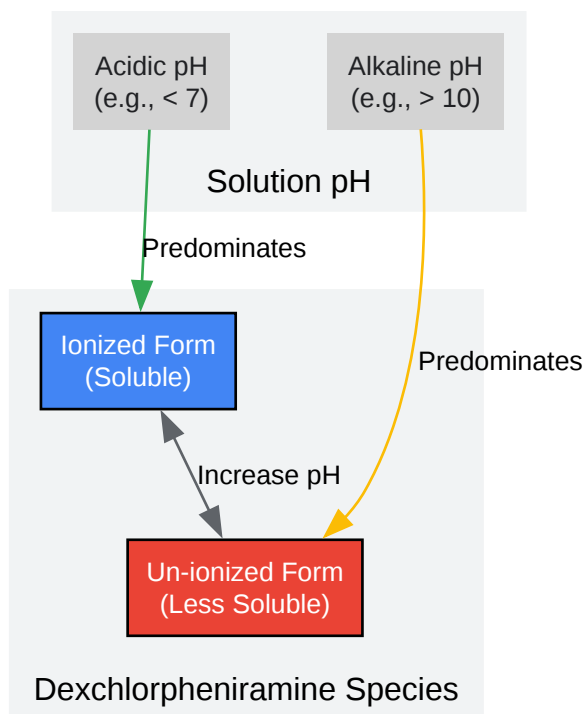 Acidic pH
(e.g., < 7)
Alkaline pH
(e.g., > 10)
Solution pH
Predominates
Ionized Form
(Soluble)
Predominates
Increase pH
Un-ionized Form
(Less Soluble)
Dexchlorpheniramine Species